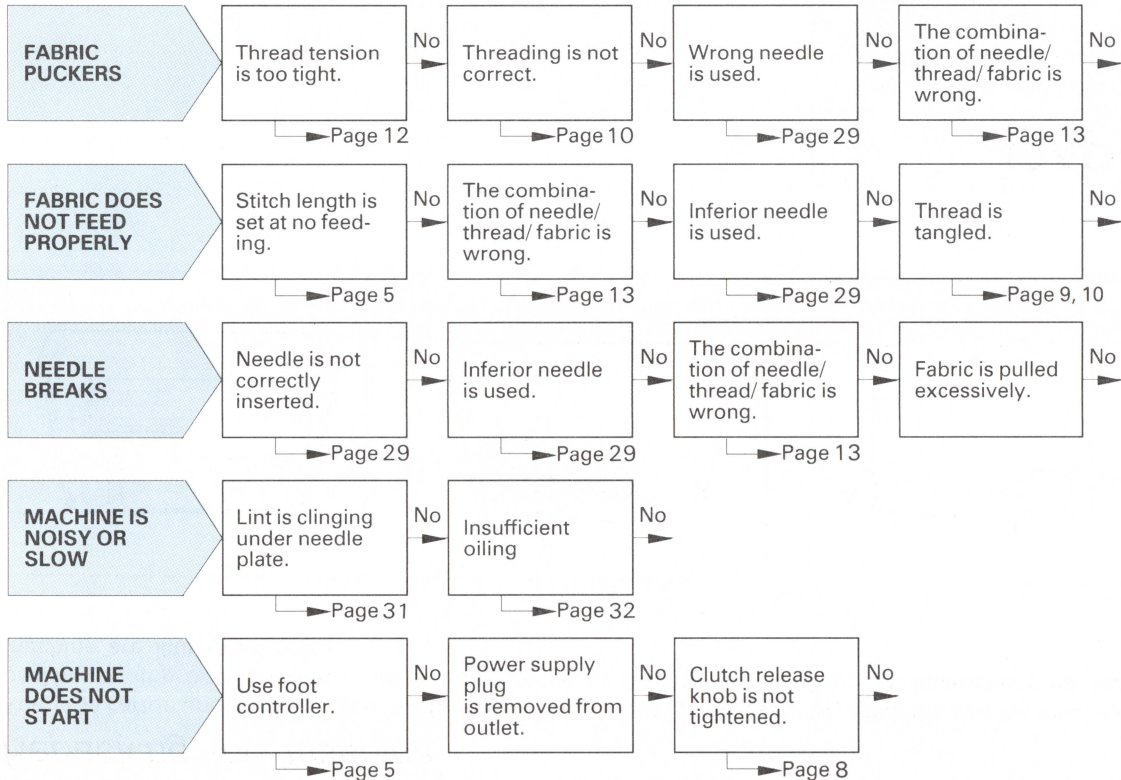 FABRIC
PUCKERS
Thread tension
is too tight.
No
Threading is not
correct.
No
Wrong needle
is used.
No
The combina-
tion of needle/
thread/ fabric is
wrong.
No
Page 12
Page 10
Page 29
Page 13
FABRIC DOES
NOT FEED
PROPERLY
Stitch length is
set at no feed-
ing.
No
The combina-
tion of needle/
thread/ fabric is
wrong.
No
Inferior needle
is used.
No
Thread is
tangled.
No
Page 5
Page 13
Page 29
Page 9, 10
NEEDLE
BREAKS
Needle is not
correctly
inserted.
No
Inferior needle
is used.
No
The combina-
tion of needle/
thread/ fabric is
wrong.
No
Fabric is pulled
excessively.
No
Page 29
Page 29
Page 13
MACHINE IS
NOISY OR
SLOW
Lint is clinging
under needle
plate.
No
Insufficient
oiling
No
Page 31
Page 32
MACHINE
DOES NOT
START
Use foot
controller.
No
Power supply
plug
is removed from
outlet.
No
Clutch release
knob is not
tightened.
No
Page 5
Page 8